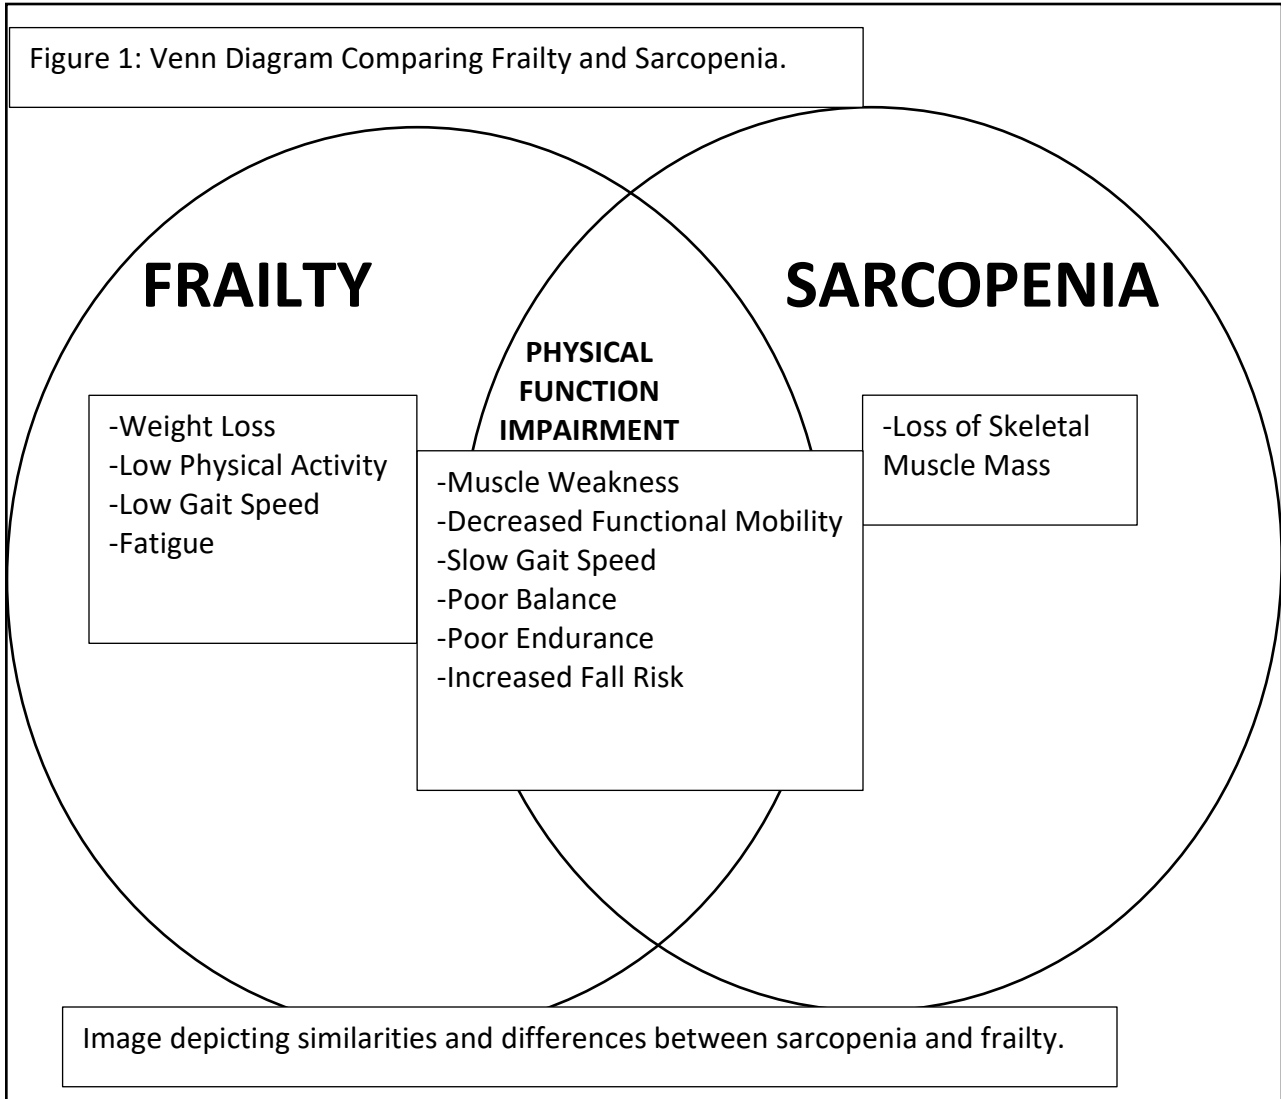 Figure 1: Venn Diagram Comparing Frailty and Sarcopenia.
FRAILTY
SARCOPENIA
PHYSICAL
FUNCTION
IMPAIRMENT
-Weight Loss
-Low Physical Activity
-Low Gait Speed
-Fatigue
-Muscle Weakness
-Decreased Functional Mobility
-Slow Gait Speed
-Poor Balance
-Poor Endurance
-Increased Fall Risk
-Loss of Skeletal
Muscle Mass
Image depicting similarities and differences between sarcopenia and frailty.